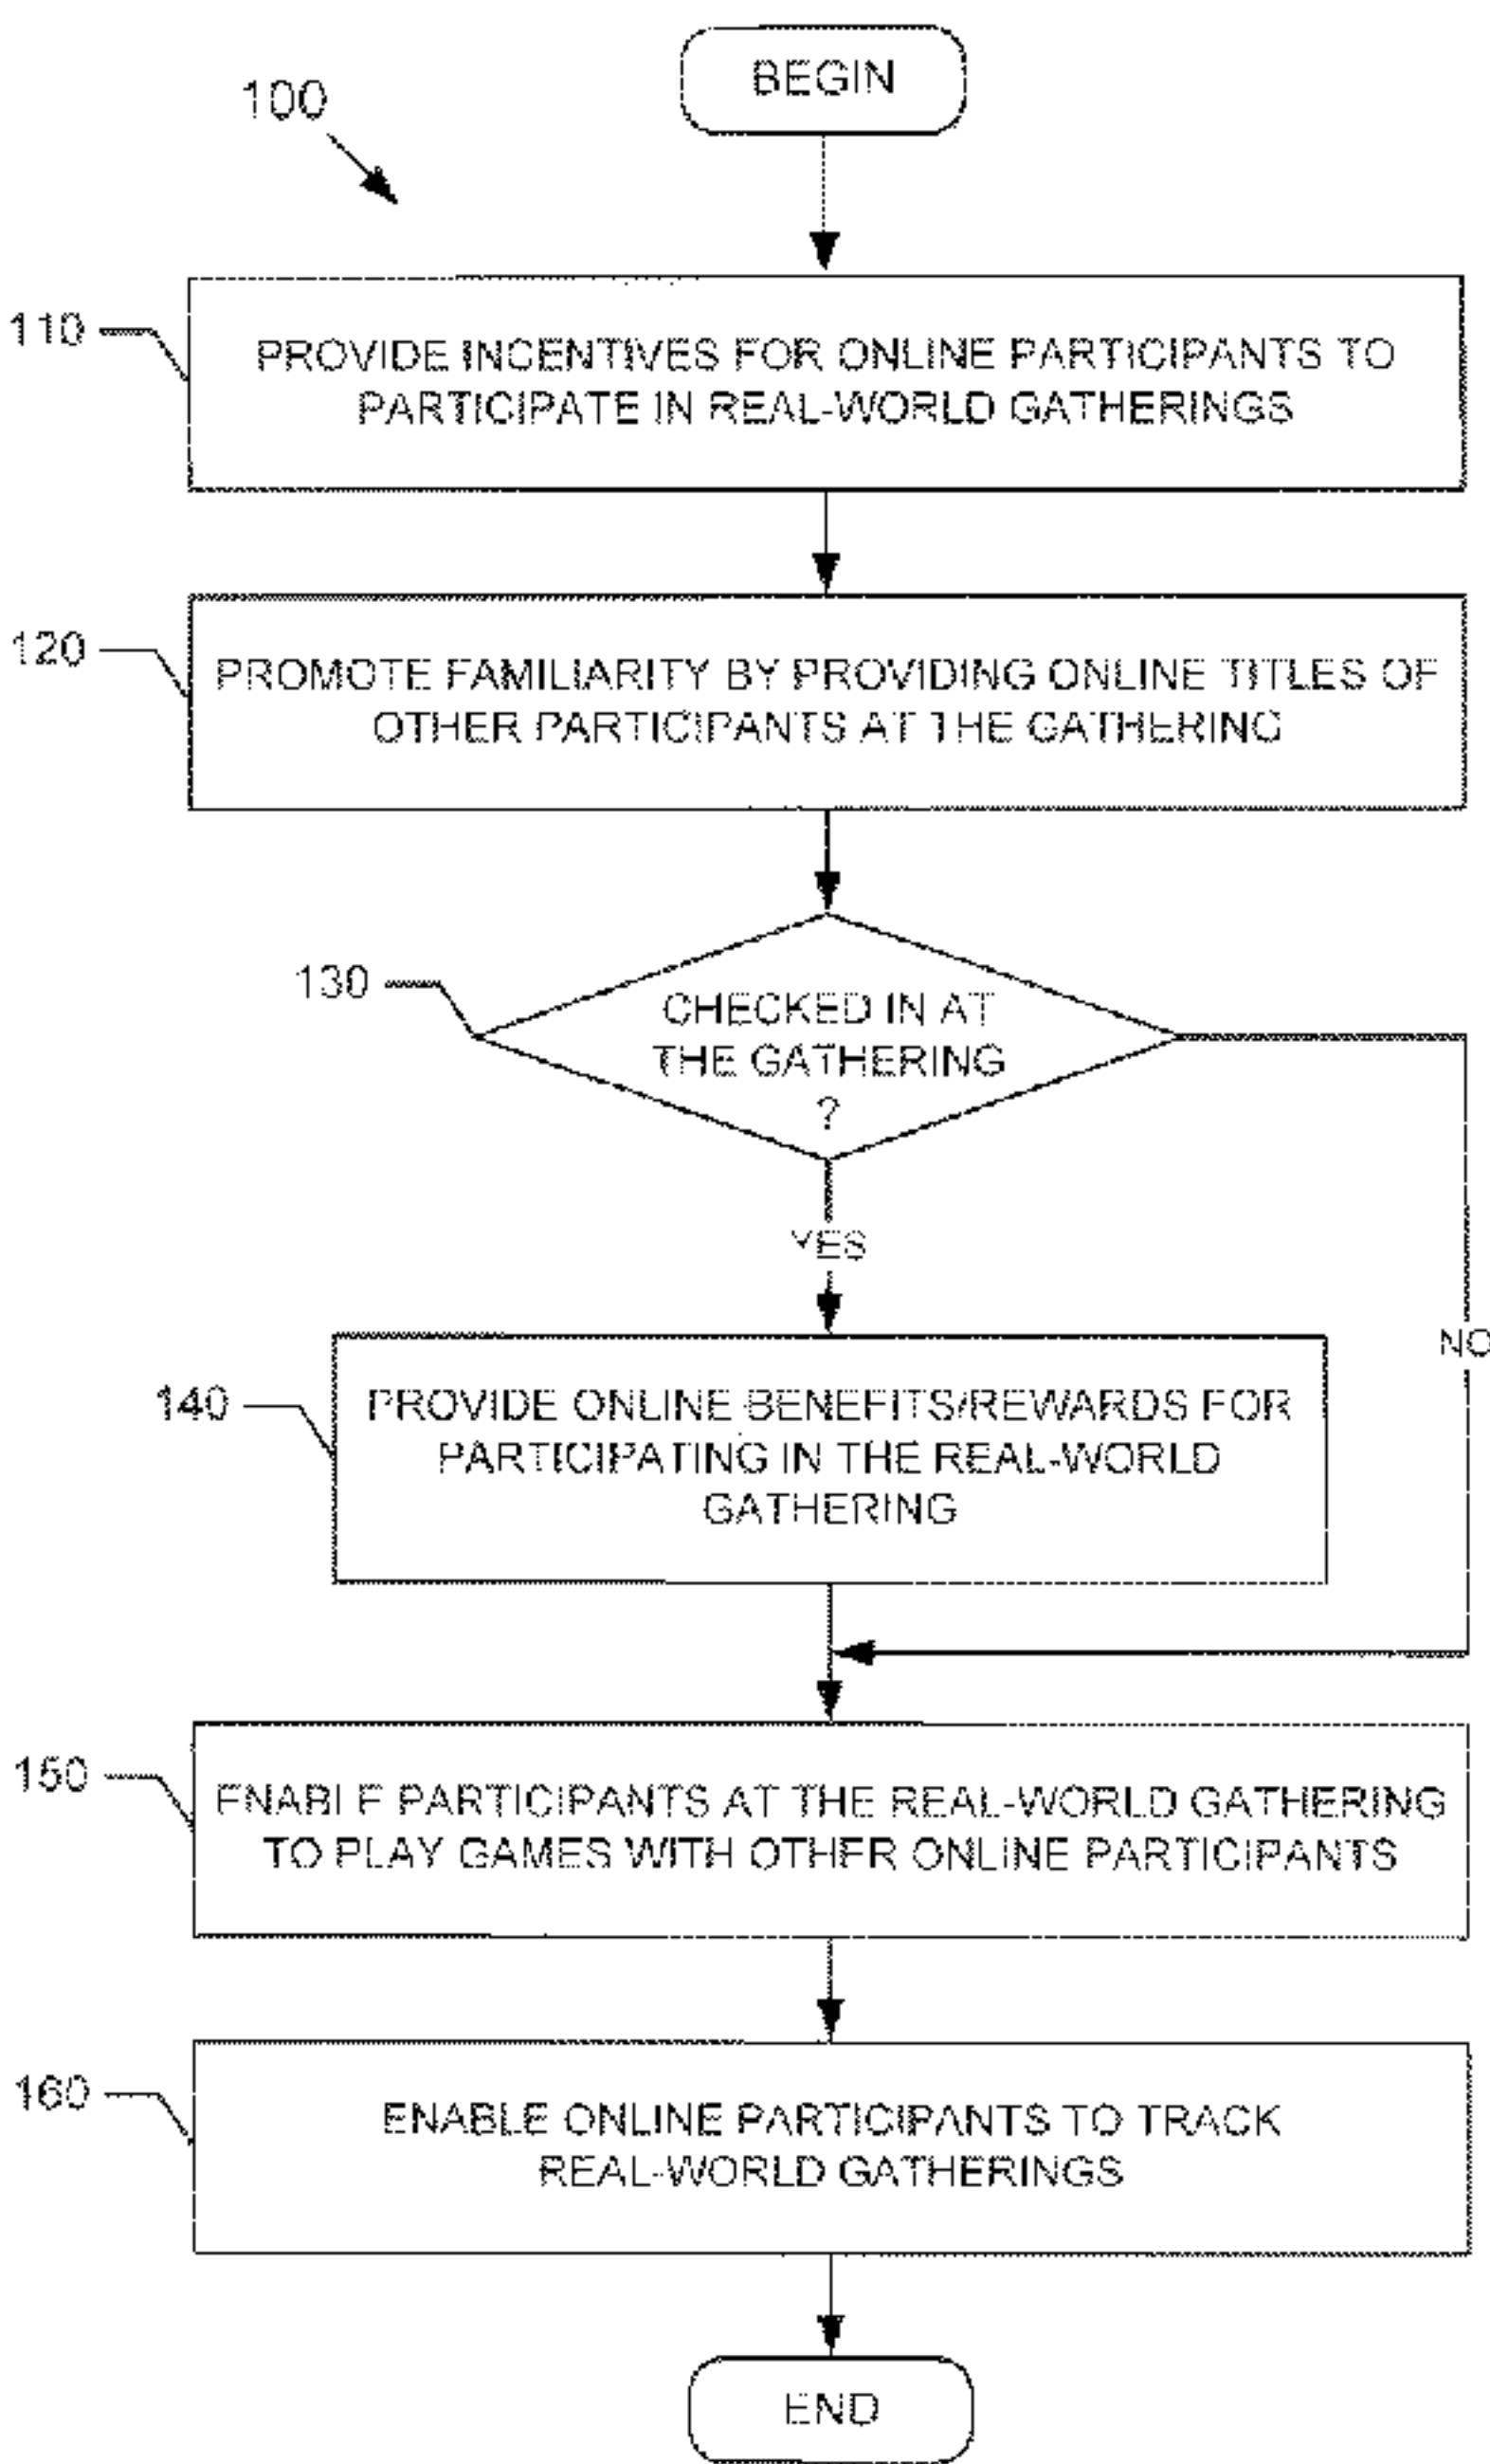 BEGIN
100
110
PROVIDE INCENTIVES FOR ONLINE PARTICIPANTS TO
PARTICIPATE IN REAL-WORLD GATHERINGS
120
PROMOTE FAMILIARITY BY PROVIDING ONLINE TITLES OF
OTHER PARTICIPANTS AT THE GATHERING
130
CHECKED IN AT
THE GATHERING
?
YES
NO
140
PROVIDE ONLINE BENEFITS/REWARDS FOR
PARTICIPATING IN THE REAL-WORLD
GATHERING
150
ENABLE PARTICIPANTS AT THE REAL-WORLD GATHERING
TO PLAY GAMES WITH OTHER ONLINE PARTICIPANTS
160
ENABLE ONLINE PARTICIPANTS TO TRACK
REAL-WORLD GATHERINGS
END